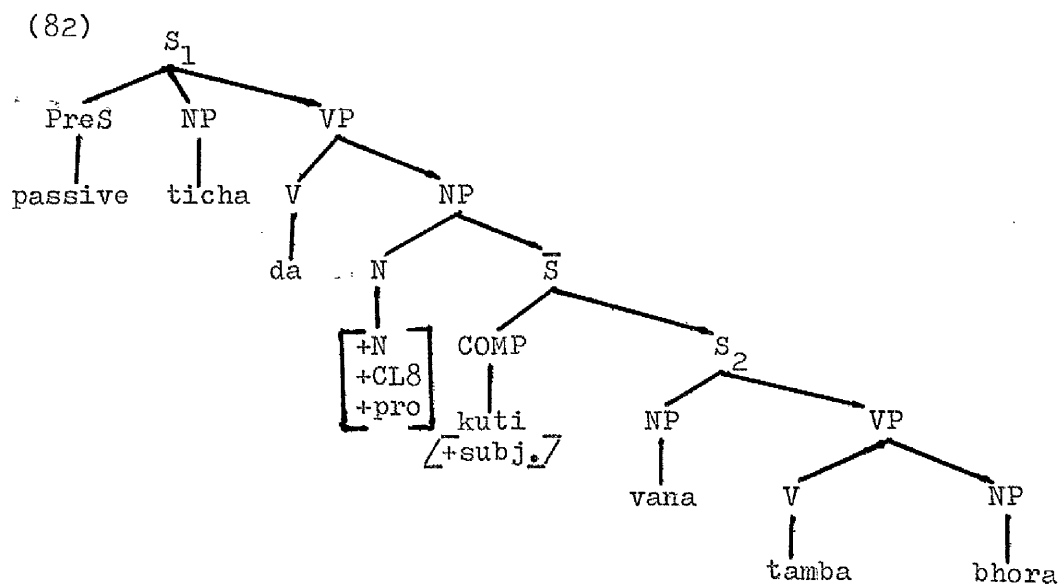 (82)
S1
PreS NP VP
passive ticha V NP
da N S̄
[+N +CL8 +pro] COMP S2
kuti [+subj.] NP VP
vana V NP
tamba bhora